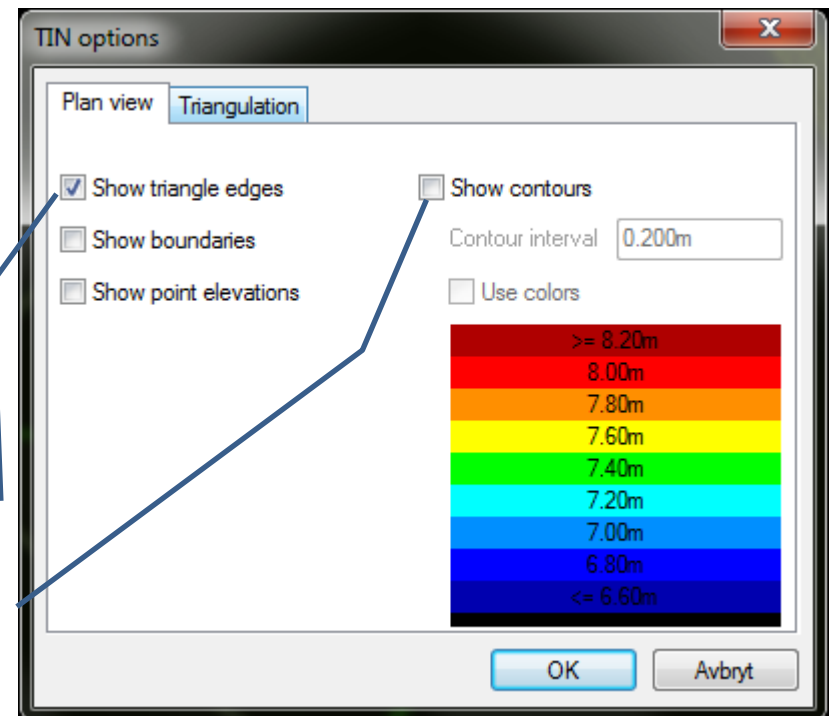 TIN options
Plan view
Triangulation
Show triangle edges
Show boundaries
Show point elevations
Show contours
Contour interval 0.200m
Use colors
>= 8.20m
8.00m
7.80m
7.60m
7.40m
7.20m
7.00m
6.80m
<= 6.60m
OK
Avbryt